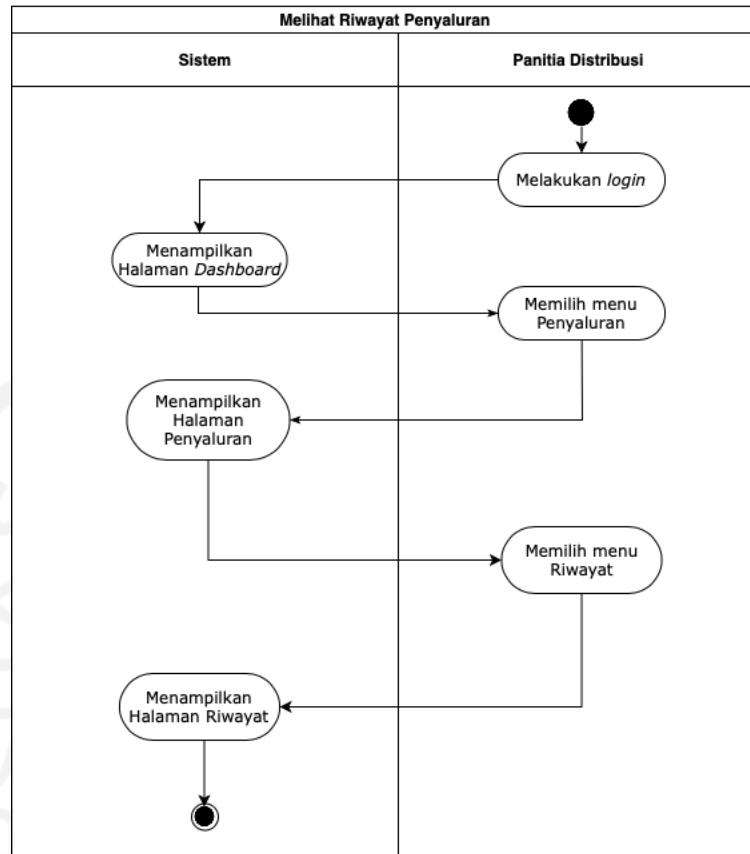 Melihat Riwayat Penyaluran
Sistem
Panitia Distribusi
Melakukan login
Menampilkan
Halaman Dashboard
Memilih menu
Penyaluran
Menampilkan
Halaman
Penyaluran
Memilih menu
Riwayat
Menampilkan
Halaman Riwayat